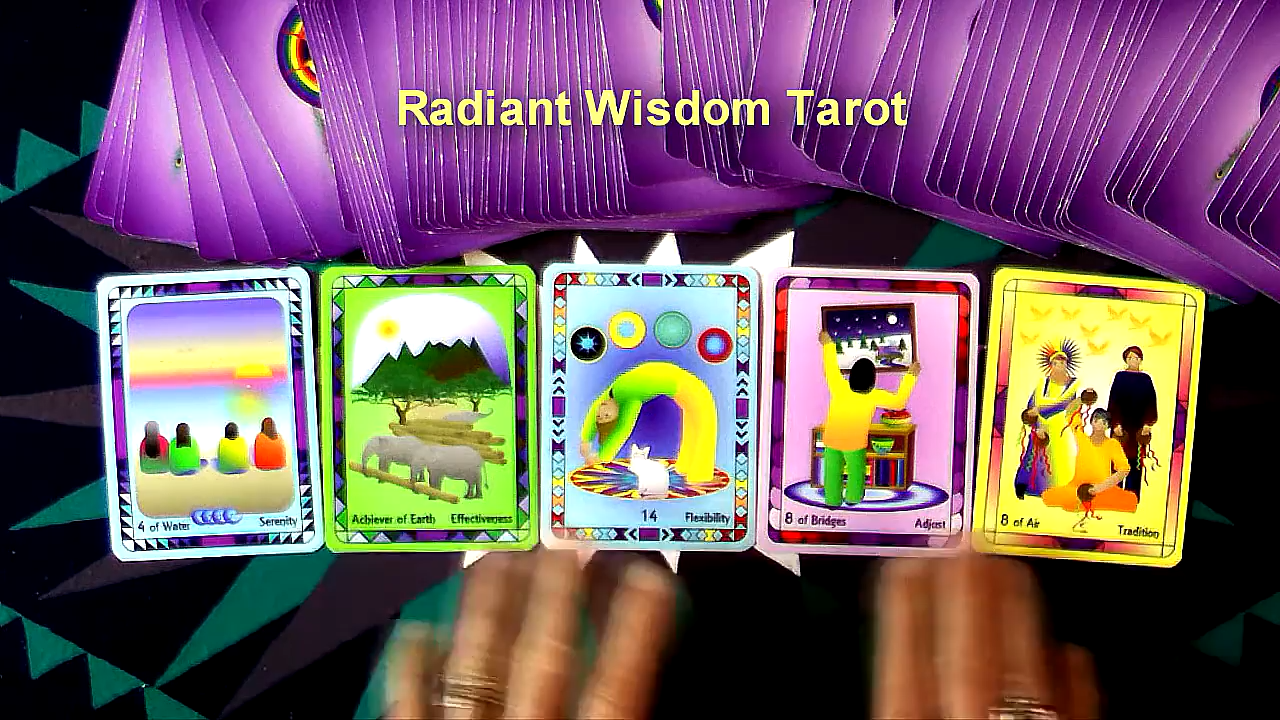 Radiant Wisdom Tarot
4 of Water Serenity
Achiever of Earth Effectiveness
14 Flexibility
8 of Bridges Adjust
8 of Air Tradition